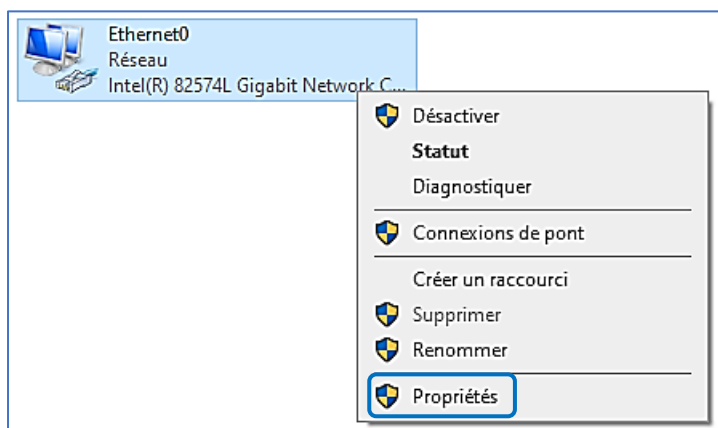 Ethernet0
Réseau
Intel(R) 82574L Gigabit Network C...
Désactiver
Statut
Diagnostiquer
Connexions de pont
Créer un raccourci
Supprimer
Renommer
Propriétés